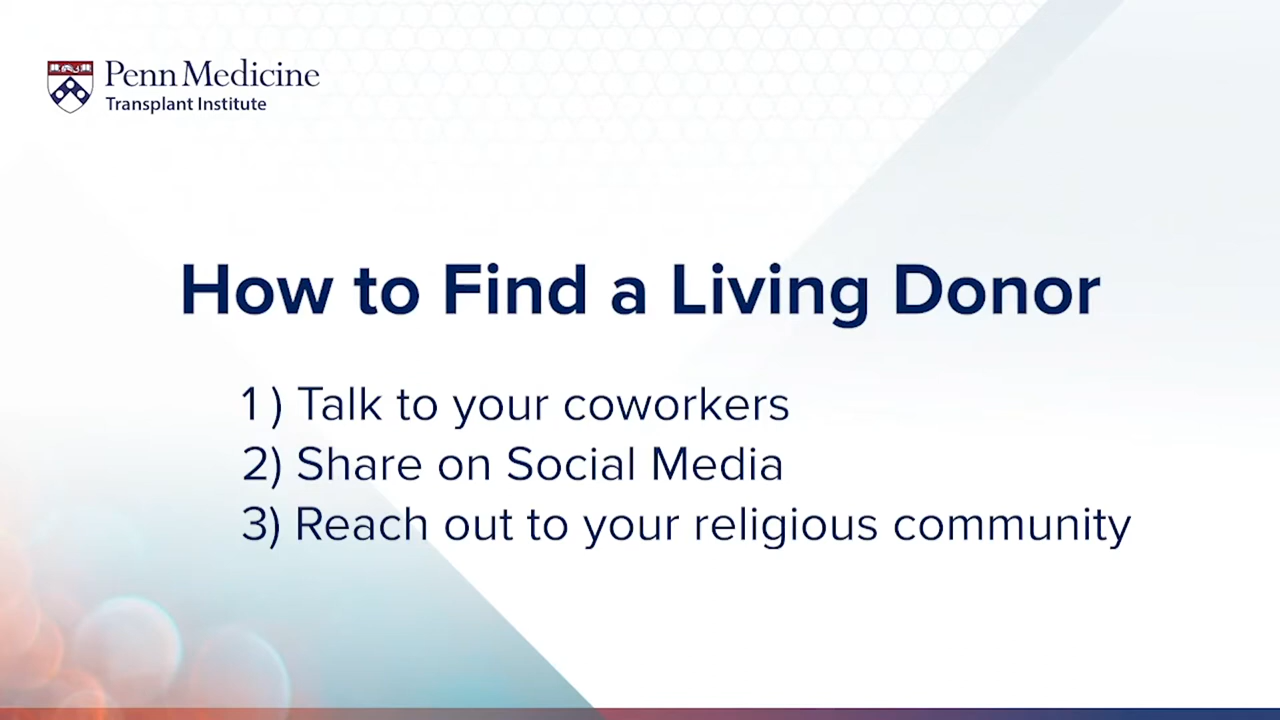 Penn Medicine
Transplant Institute
How to Find a Living Donor
1 ) Talk to your coworkers
2) Share on Social Media
3) Reach out to your religious community